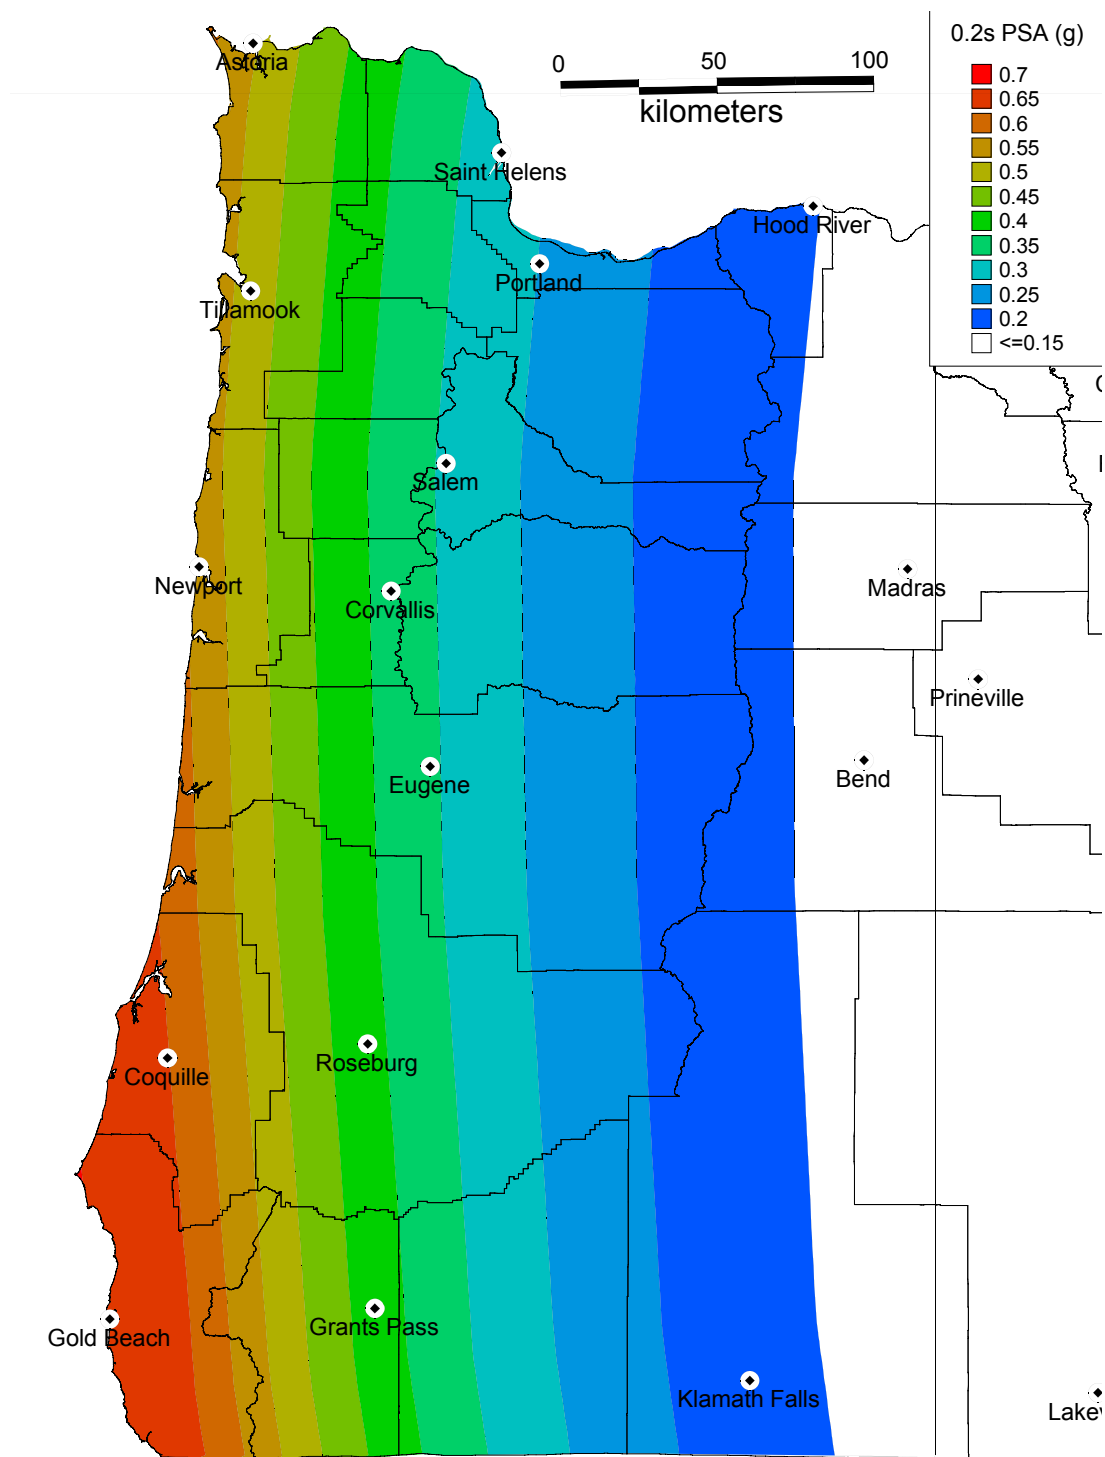 0.2s PSA (g)
0.7
0.65
0.6
0.55
0.5
0.45
0.4
0.35
0.3
0.25
0.2
<=0.15
0 50 100
kilometers
Astoria
Saint Helens
Hood River
Portland
Tillamook
Salem
Newport
Corvallis
Madras
Prineville
Eugene
Bend
Coquille
Roseburg
Gold Beach
Grants Pass
Klamath Falls